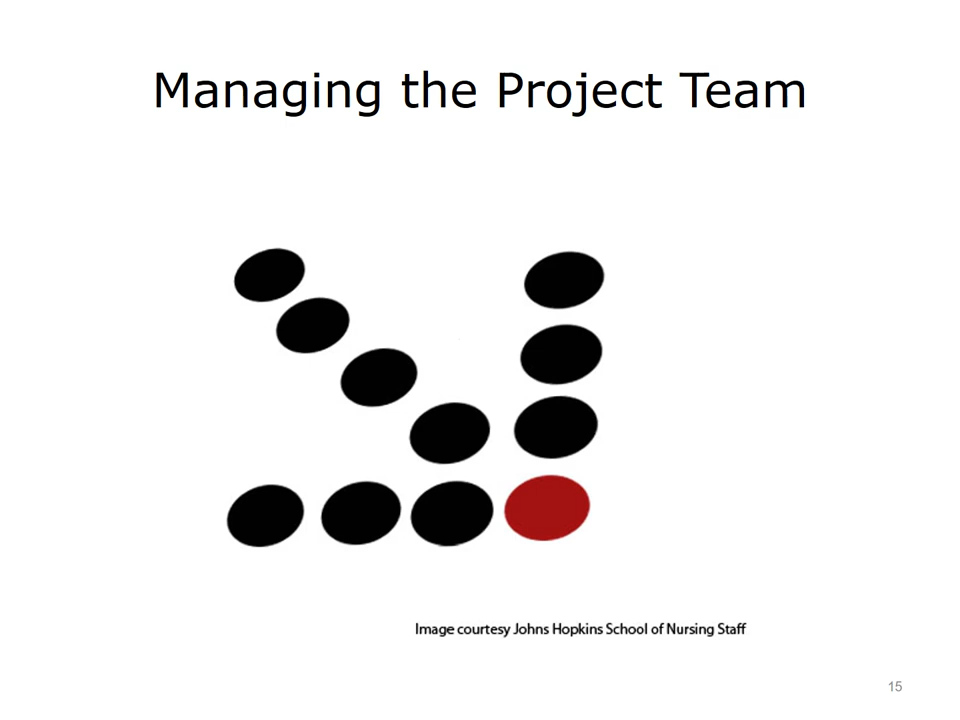 Managing the Project Team
Image courtesy Johns Hopkins School of Nursing Staff
15